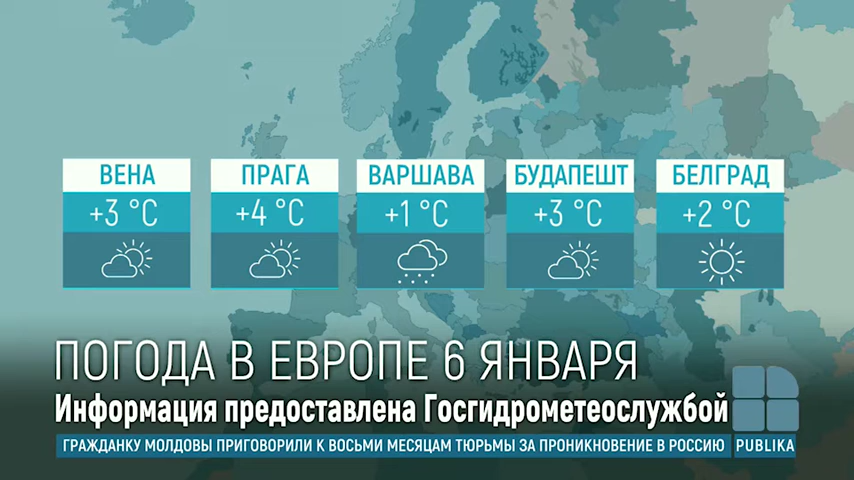 ВЕНА
+3 °C
ПРАГА
+4 °C
ВАРШАВА
+1 °C
БУДАПЕШТ
+3 °C
БЕЛГРАД
+2 °C
ПОГОДА В ЕВРОПЕ 6 ЯНВАРЯ
Информация предоставлена Госгидрометеослужбой
ГРАЖДАНКУ МОЛДОВЫ ПРИГОВОРИЛИ К ВОСЬМИ МЕСЯЦАМ ТЮРЬМЫ ЗА ПРОНИКНОВЕНИЕ В РОССИЮ
PUBLIKA